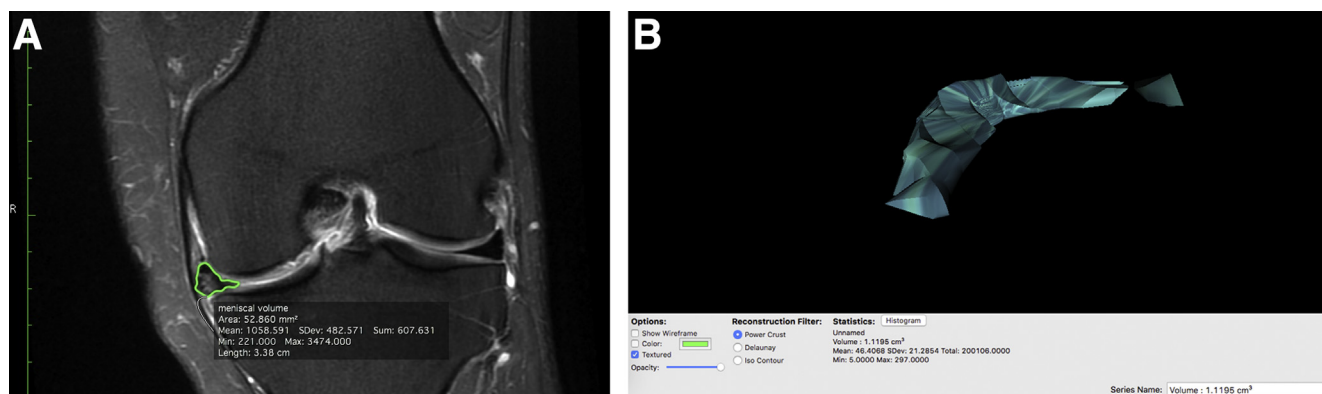 A
R
meniscal volume
Area: 52.860 mm²
Mean: 1058.591 SDev: 482.571 Sum: 607.631
Min: 221.000 Max: 3474.000
Length: 3.38 cm
B
Options:
Show Wireframe
Color:
Textured
Opacity:
Reconstruction Filter:
Power Crust
Delaunay
Iso Contour
Statistics: Histogram
Unnamed
Volume : 1.1195 cm³
Mean: 46.4068 SDev: 21.2854 Total: 200106.0000
Min: 5.0000 Max: 297.0000
Series Name: Volume : 1.1195 cm³